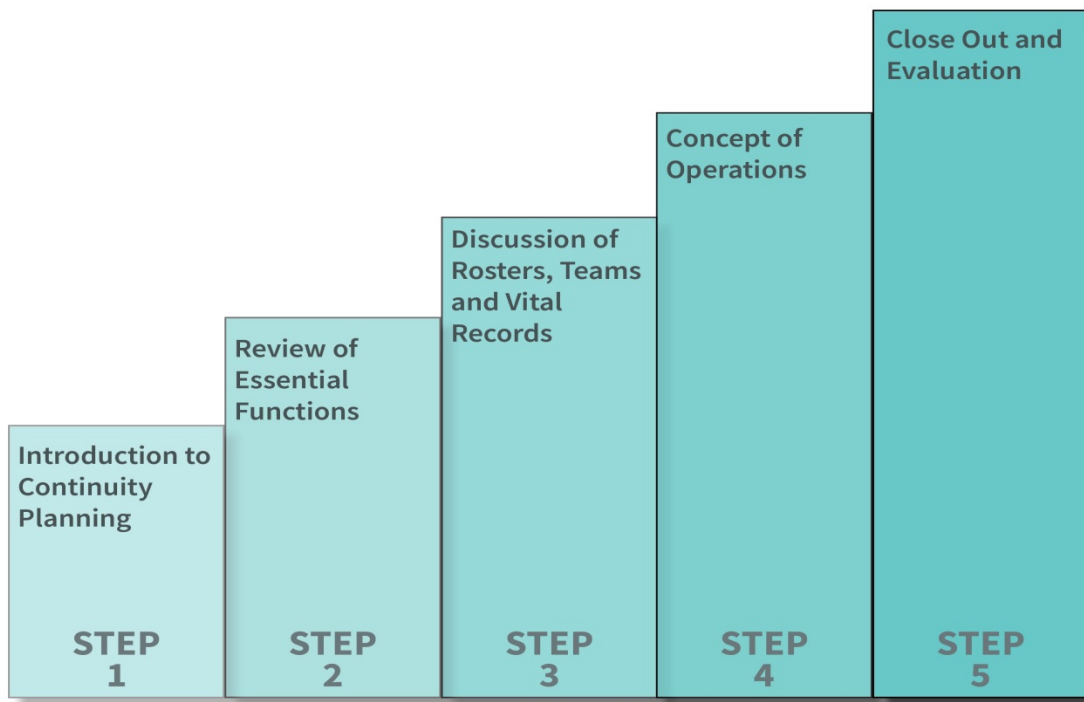 Introduction to
Continuity
Planning
STEP
1
Review of
Essential
Functions
STEP
2
Discussion of
Rosters, Teams
and Vital
Records
STEP
3
Concept of
Operations
STEP
4
Close Out and
Evaluation
STEP
5